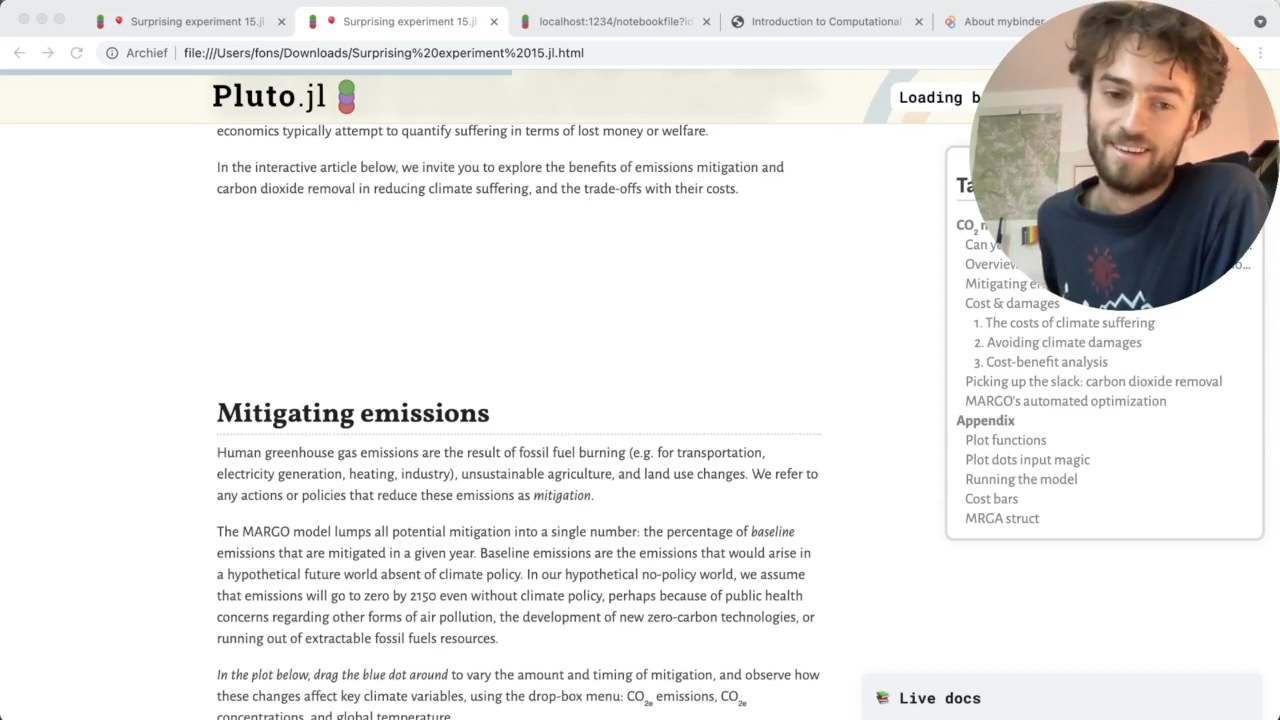 Surprising experiment 15.jl
Surprising experiment 15.jl
localhost:1234/notebookfile?id
Introduction to Computational
About mybinder
Archief
file:///Users/fons/Downloads/Surprising%20experiment%2015.jl.html
Pluto.jl
Loading b
economics typically attempt to quantify suffering in terms of lost money or welfare.
In the interactive article below, we invite you to explore the benefits of emissions mitigation and
carbon dioxide removal in reducing climate suffering, and the trade-offs with their costs.
Mitigating emissions
Human greenhouse gas emissions are the result of fossil fuel burning (e.g. for transportation,
electricity generation, heating, industry), unsustainable agriculture, and land use changes. We refer to
any actions or policies that reduce these emissions as mitigation.
The MARGO model lumps all potential mitigation into a single number: the percentage of baseline
emissions that are mitigated in a given year. Baseline emissions are the emissions that would arise in
a hypothetical future world absent of climate policy. In our hypothetical no-policy world, we assume
that emissions will go to zero by 2150 even without climate policy, perhaps because of public health
concerns regarding other forms of air pollution, the development of new zero-carbon technologies, or
running out of extractable fossil fuels resources.
In the plot below, drag the blue dot around to vary the amount and timing of mitigation, and observe how
these changes affect key climate variables, using the drop-box menu: CO2e emissions, CO2e
concentrations, and global temperature.
Ta
CO2
Can yo
Overview
Mitigating em
Cost & damages
1. The costs of climate suffering
2. Avoiding climate damages
3. Cost-benefit analysis
Picking up the slack: carbon dioxide removal
MARGO's automated optimization
Appendix
Plot functions
Plot dots input magic
Running the model
Cost bars
MRGA struct
Live docs